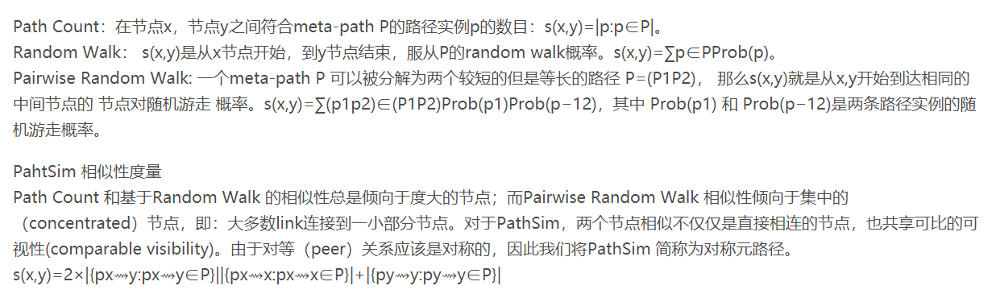 Path Count：在节点x，节点y之间符合meta-path P的路径实例p的数目：s(x,y)=|p:p∈P|。
Random Walk： s(x,y)是从x节点开始，到y节点结束，服从P的random walk概率。s(x,y)=∑p∈PProb(p)。
Pairwise Random Walk: 一个meta-path P 可以被分解为两个较短的但是等长的路径 P=(P1P2)， 那么s(x,y)就是从x,y开始到达相同的
中间节点的 节点对随机游走 概率。s(x,y)=∑(p1p2)∈(P1P2)Prob(p1)Prob(p−12)，其中 Prob(p1) 和 Prob(p−12)是两条路径实例的随
机游走概率。
PahtSim 相似性度量
Path Count 和基于Random Walk 的相似性总是倾向于度大的节点；而Pairwise Random Walk 相似性倾向于集中的
（concentrated）节点，即：大多数link连接到一小部分节点。对于PathSim，两个节点相似不仅仅是直接相连的节点，也共享可比的可
视性(comparable visibility)。由于对等（peer）关系应该是对称的，因此我们将PathSim 简称为对称元路径。
s(x,y)=2×|{px⇝y:px⇝y∈P}||{px⇝x:px⇝x∈P}|+|{py⇝y:py⇝y∈P}|